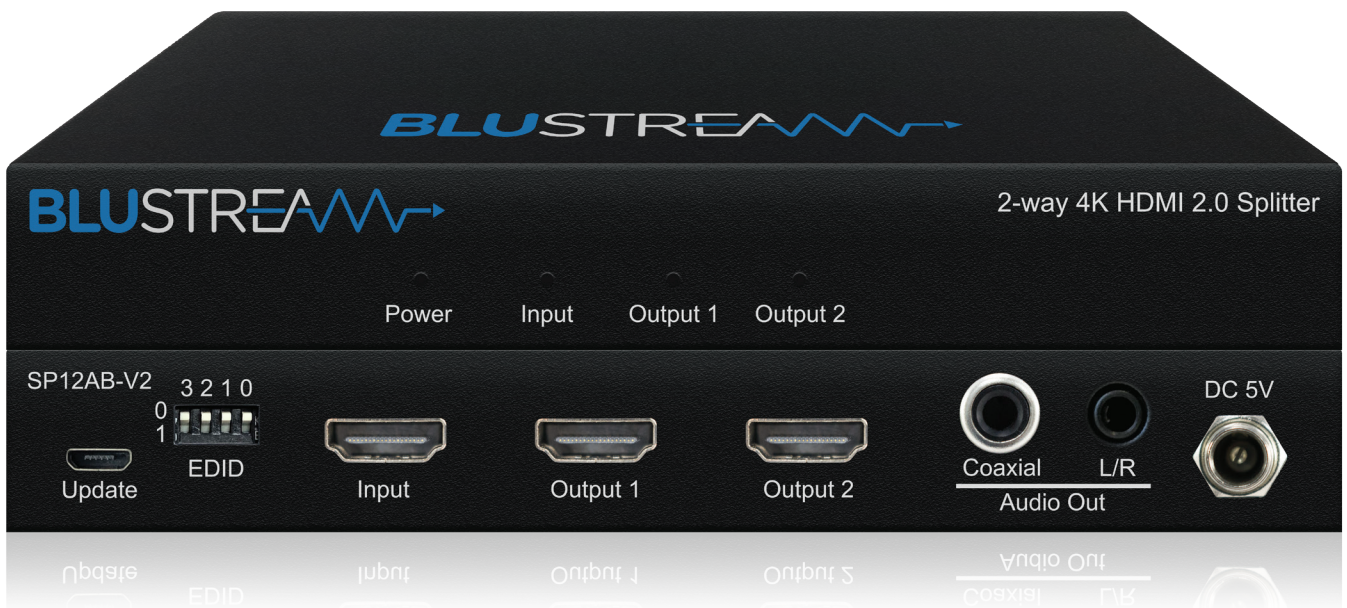 BLUSTREAM
BLUSTREAM
2-way 4K HDMI 2.0 Splitter
Power Input Output 1 Output 2
SP12AB-V2
3 2 1 0
0
1
EDID
Update
Input
Output 1
Output 2
Coaxial L/R
Audio Out
DC 5V